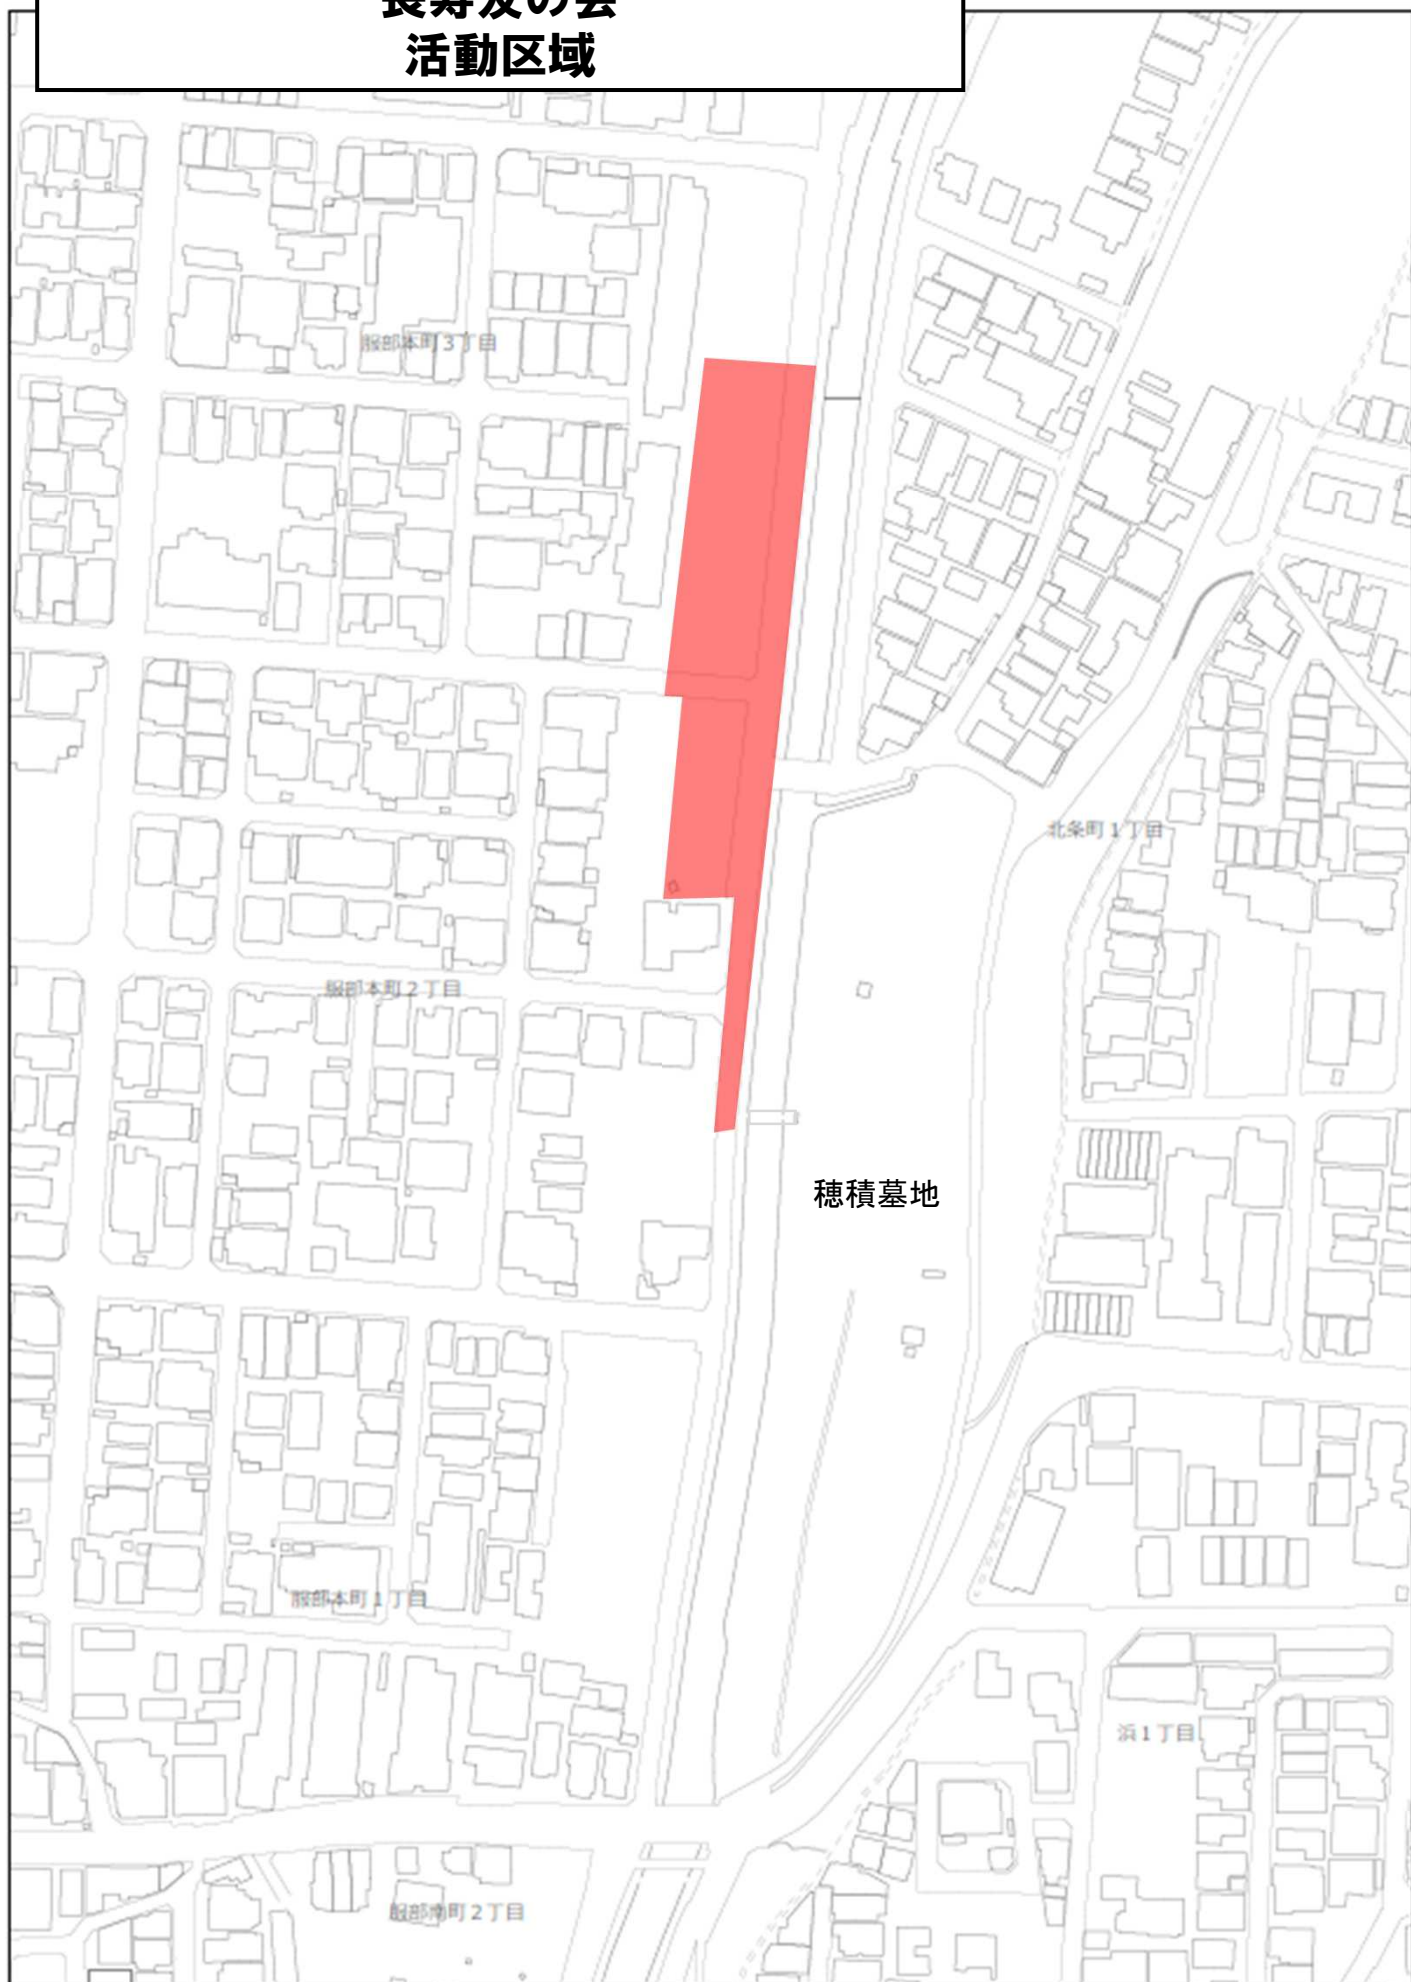 長寿友の会
活動区域
服部本町3丁目
北条町1丁目
服部本町2丁目
穂積墓地
服部本町1丁目
浜1丁目
服部南町2丁目